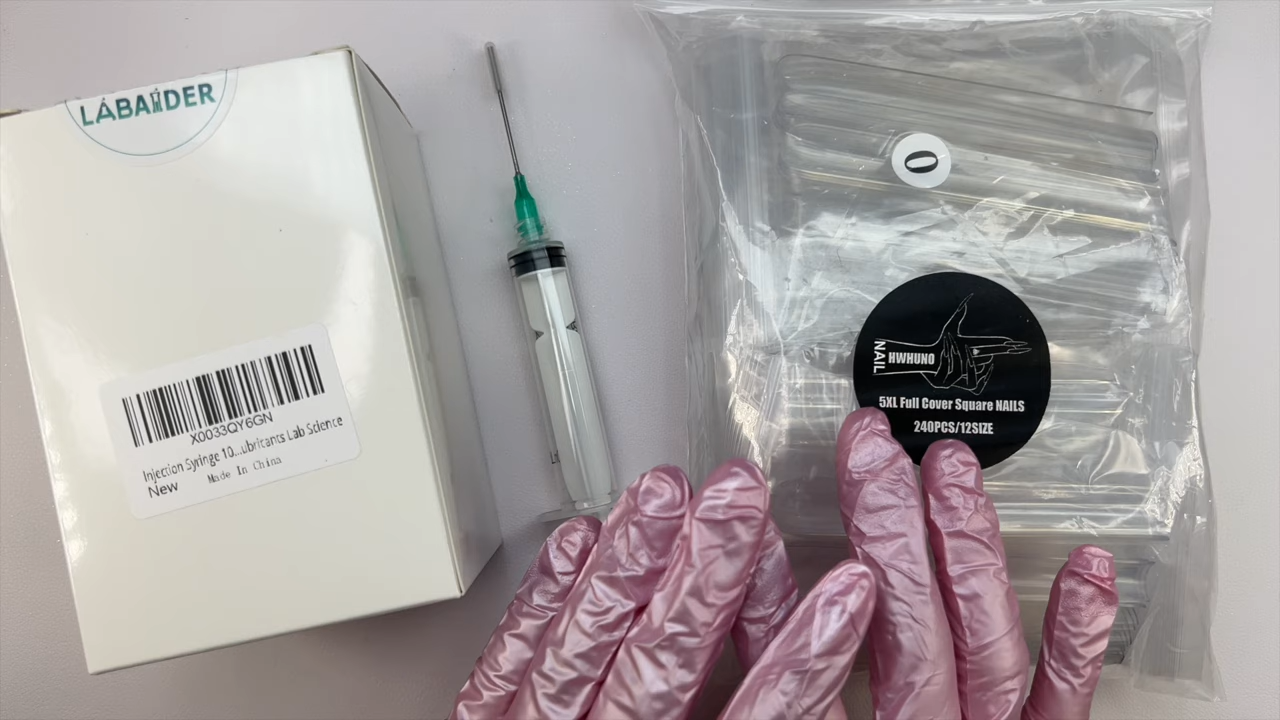 LABAIIDER
X0033QY6GN
Injection Syringe 10...ubricants Lab Science
New
Made In China
0
NAIL
HWHUNO
5XL Full Cover Square NAILS
240PCS/12SIZE